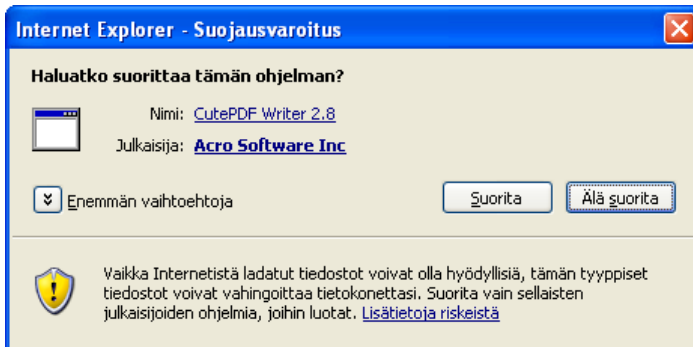 Internet Explorer - Suojausvaroitus
Haluatko suorittaa tämän ohjelman?
Nimi: CutePDF Writer 2.8
Julkaisija: Acro Software Inc
Enemmän vaihtoehtoja
Suorita
Älä suorita
Vaikka Internetistä ladatut tiedostot voivat olla hyödyllisiä, tämän tyyppiset
tiedostot voivat vahingoittaa tietokonettasi. Suorita vain sellaisten
julkaisijoiden ohjelmia, joihin luotat. Lisätietoja riskeistä